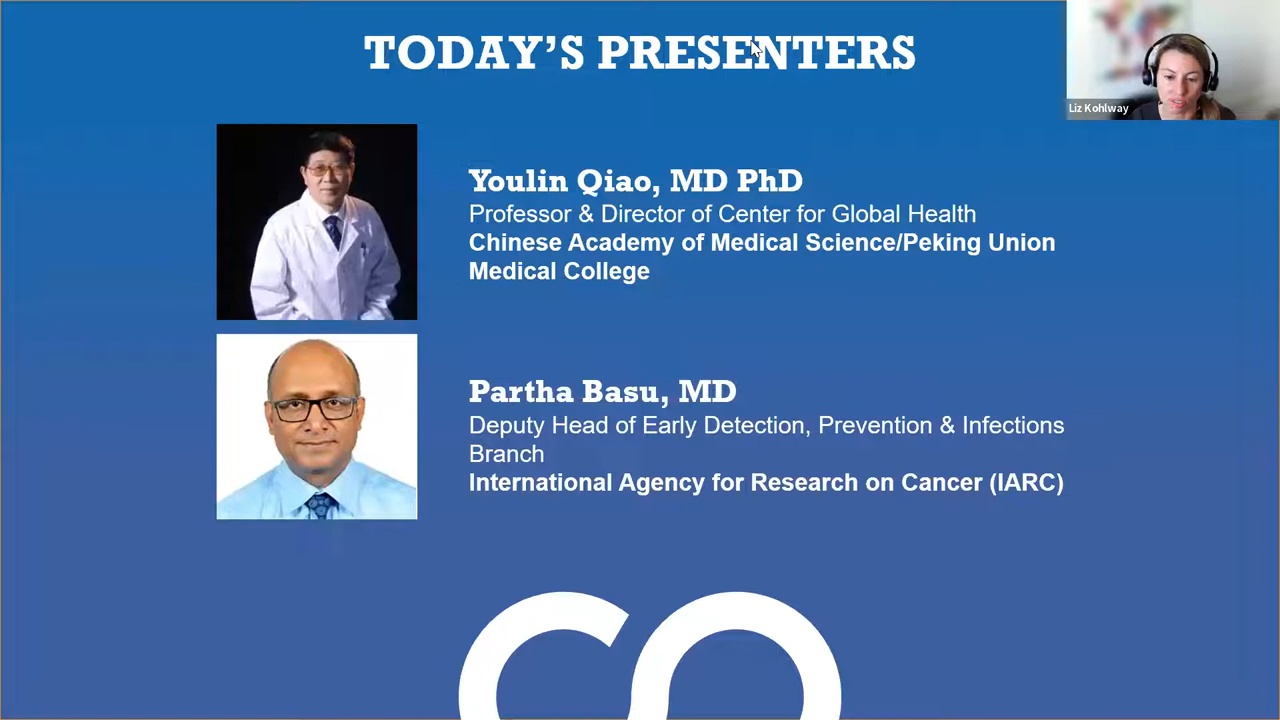 TODAY’S PRESENTERS
Liz Kohlway
Youlin Qiao, MD PhD
Professor & Director of Center for Global Health
Chinese Academy of Medical Science/Peking Union
Medical College
Partha Basu, MD
Deputy Head of Early Detection, Prevention & Infections
Branch
International Agency for Research on Cancer (IARC)